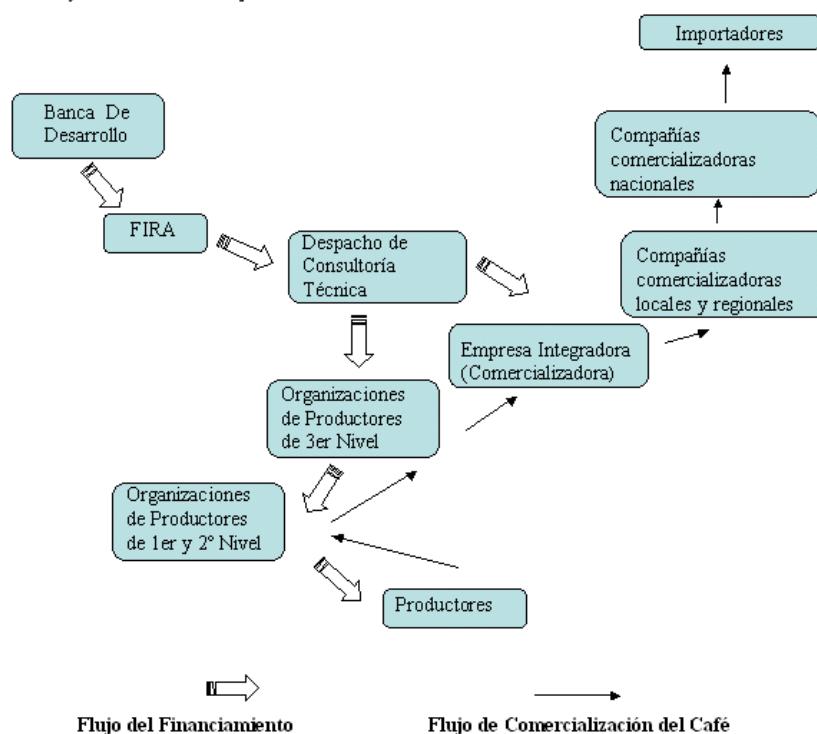 Importadores
Banca De
Desarrollo
Compañías
comercializadoras
nacionales
FIRA
Despacho de
Consultoría
Técnica
Compañías
comercializadoras
locales y regionales
Empresa Integradora
(Comercializadora)
Organizaciones
de Productores
de 3er Nivel
Organizaciones
de Productores
de 1er y 2º Nivel
Productores
Flujo del Financiamiento
Flujo de Comercialización del Café